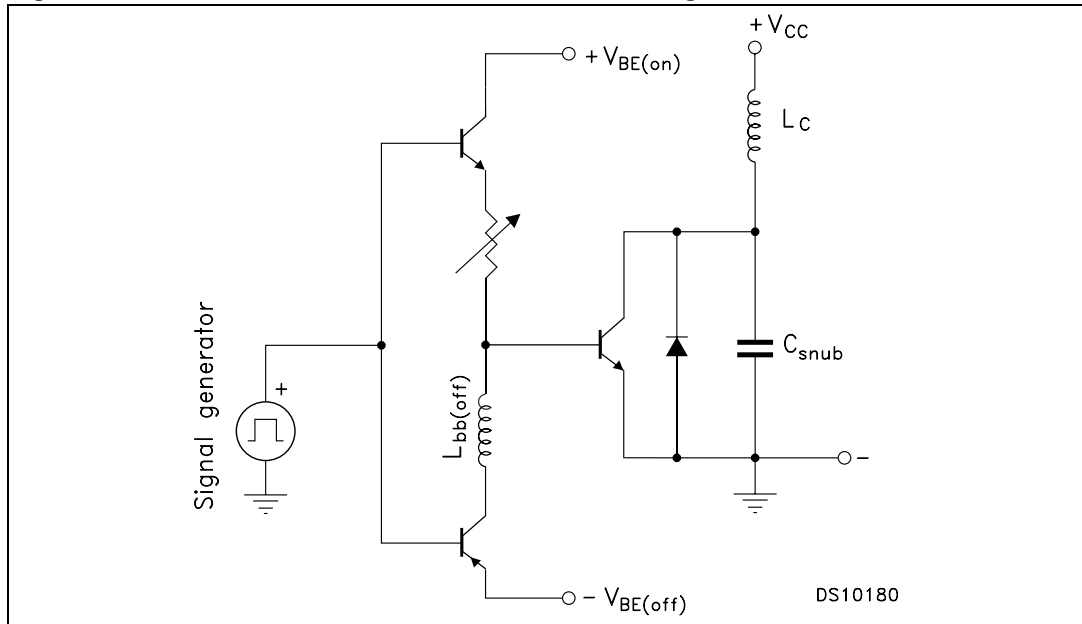 + VCC
+ VBE(on)
LC
Signal generator
+
Lbb(off)
Csnub
-
- VBE(off)
DS10180